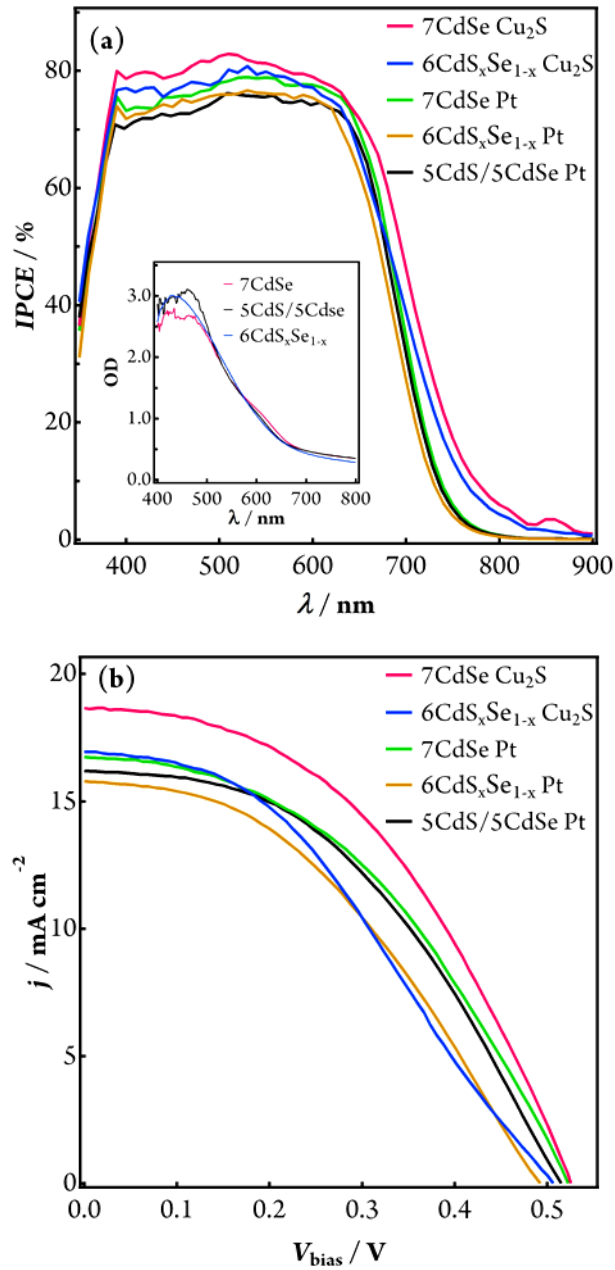 (a)
7CdSe Cu₂S
6CdSₓSe₁₋ₓ Cu₂S
7CdSe Pt
6CdSₓSe₁₋ₓ Pt
5CdS/5CdSe Pt
80
60
40
20
0
IPCE / %
7CdSe
5CdS/5Cdse
6CdSₓSe₁₋ₓ
3.0
2.0
1.0
0.0
OD
400 500 600 700 800
λ / nm
400 500 600 700 800 900
λ / nm
(b)
7CdSe Cu₂S
6CdSₓSe₁₋ₓ Cu₂S
7CdSe Pt
6CdSₓSe₁₋ₓ Pt
5CdS/5CdSe Pt
20
15
10
5
0
j / mA cm⁻²
0.0 0.1 0.2 0.3 0.4 0.5
V_bias / V